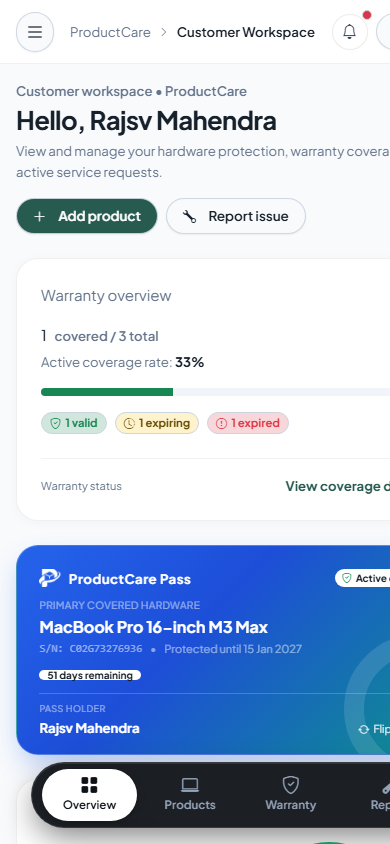 ProductCare > Customer Workspace
Customer workspace • ProductCare
Hello, Rajsv Mahendra
View and manage your hardware protection, warranty covera
active service requests.
+ Add product Report issue
Warranty overview
1 covered / 3 total
Active coverage rate: 33%
1 valid 1 expiring 1 expired
Warranty status View coverage d
ProductCare Pass Active
PRIMARY COVERED HARDWARE
MacBook Pro 16-inch M3 Max
S/N: C02G73276936 • Protected until 15 Jan 2027
51 days remaining
PASS HOLDER
Rajsv Mahendra Flip
Overview Products Warranty Rep